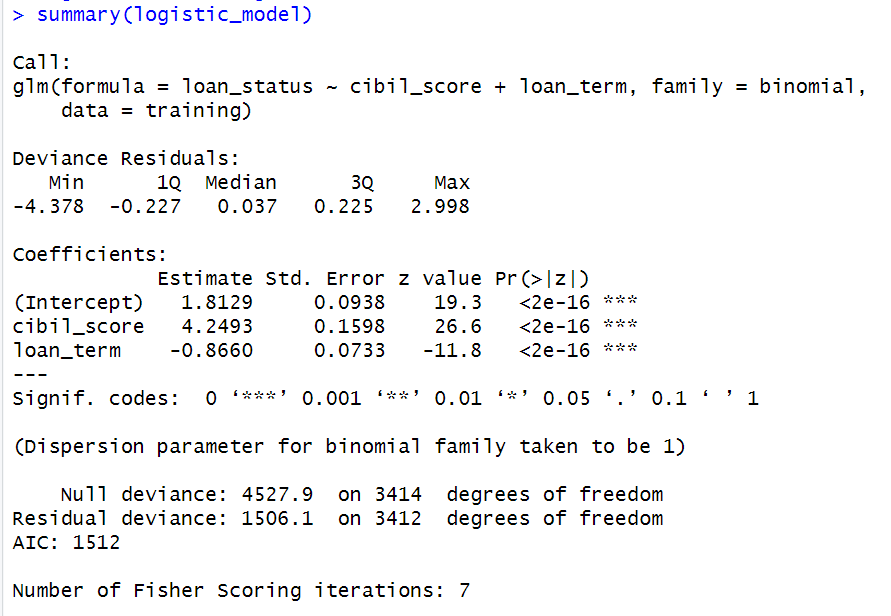 > summary(logistic_model)
Call:
glm(formula = loan_status ~ cibil_score + loan_term, family = binomial,
    data = training)
Deviance Residuals:
   Min      1Q  Median      3Q     Max
-4.378  -0.227   0.037   0.225   2.998
Coefficients:
            Estimate Std. Error z value Pr(>|z|)
(Intercept)   1.8129     0.0938    19.3   <2e-16 ***
cibil_score   4.2493     0.1598    26.6   <2e-16 ***
loan_term    -0.8660     0.0733   -11.8   <2e-16 ***
---
Signif. codes:  0 ‘***’ 0.001 ‘**’ 0.01 ‘*’ 0.05 ‘.’ 0.1 ‘ ’ 1
(Dispersion parameter for binomial family taken to be 1)
    Null deviance: 4527.9  on 3414  degrees of freedom
Residual deviance: 1506.1  on 3412  degrees of freedom
AIC: 1512
Number of Fisher Scoring iterations: 7